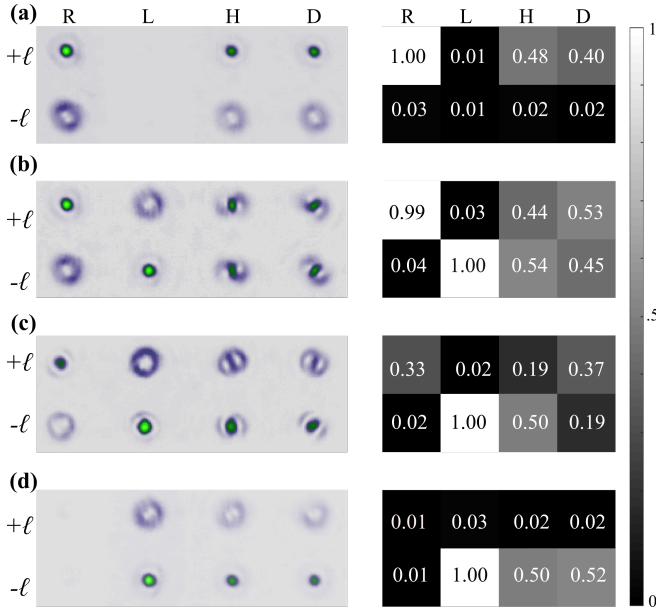 (a) R L H D R L H D
+ℓ
-ℓ
1.00 0.01 0.48 0.40
0.03 0.01 0.02 0.02
(b)
+ℓ
-ℓ
0.99 0.03 0.44 0.53
0.04 1.00 0.54 0.45
(c)
+ℓ
-ℓ
0.33 0.02 0.19 0.37
0.02 1.00 0.50 0.19
(d)
+ℓ
-ℓ
0.01 0.03 0.02 0.02
0.01 1.00 0.50 0.52
1
.5
0